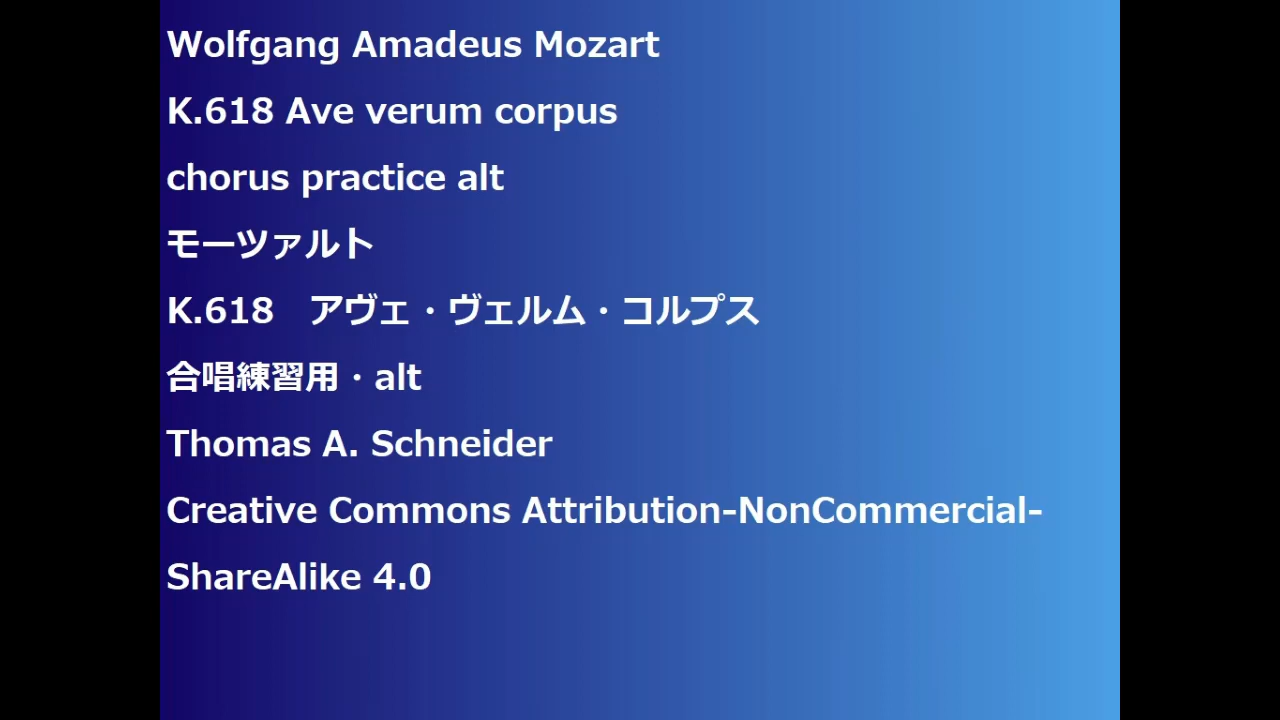 Wolfgang Amadeus Mozart
K.618 Ave verum corpus
chorus practice alt
モーツァルト
K.618　アヴェ・ヴェルム・コルプス
合唱練習用・alt
Thomas A. Schneider
Creative Commons Attribution-NonCommercial-
ShareAlike 4.0